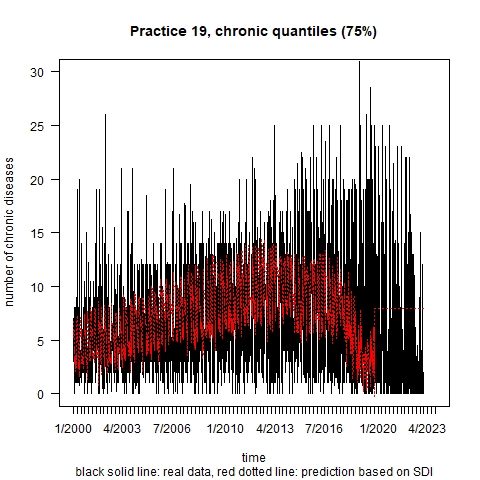 Practice 19, chronic quantiles (75%)
number of chronic diseases
30
25
20
15
10
5
0
1/2000 4/2003 7/2006 1/2010 4/2013 7/2016 1/2020 4/2023
time
black solid line: real data, red dotted line: prediction based on SDI